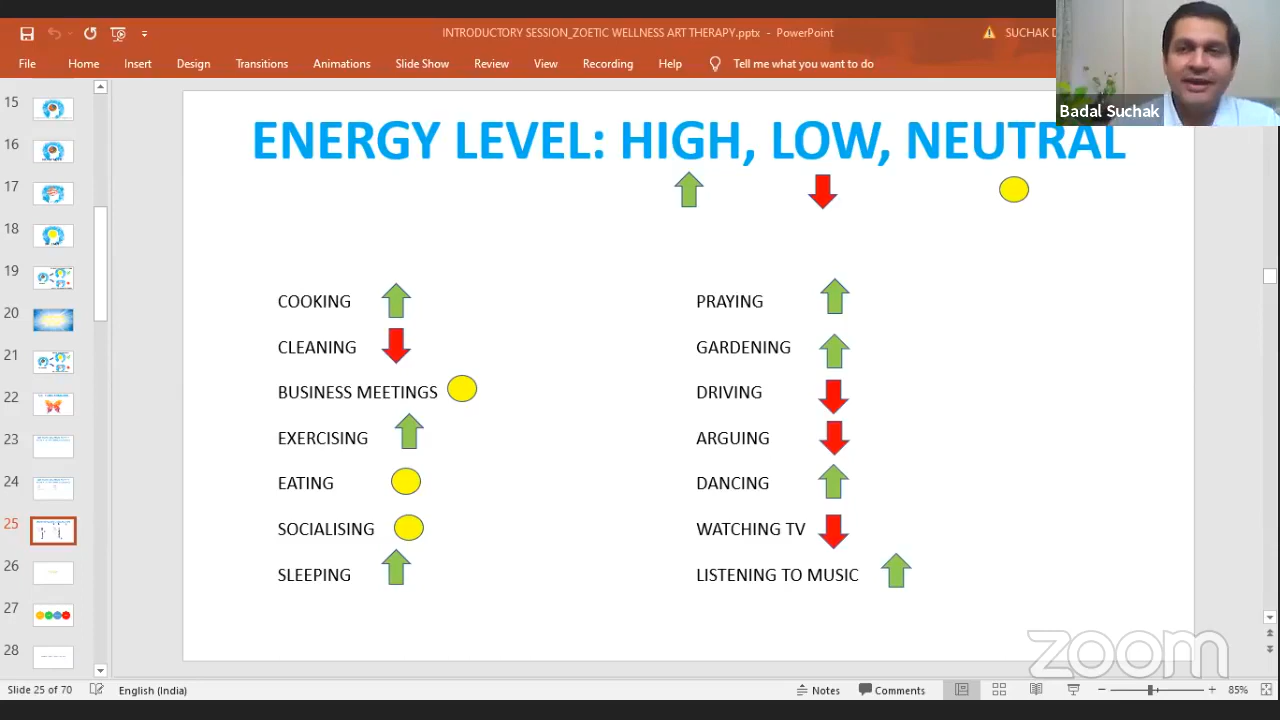 INTRODUCTORY SESSION_ZOETIC WELLNESS ART THERAPY.pptx - PowerPoint
SUCHAK D
File Home Insert Design Transitions Animations Slide Show Review View Recording Help Tell me what you want to do
Badal Suchak
15
16
17
18
19
20
21
22
23
24
25
26
27
28
ENERGY LEVEL: HIGH, LOW, NEUTRAL
COOKING
CLEANING
BUSINESS MEETINGS
EXERCISING
EATING
SOCIALISING
SLEEPING
PRAYING
GARDENING
DRIVING
ARGUING
DANCING
WATCHING TV
LISTENING TO MUSIC
zoom
Slide 25 of 70 English (India) Notes Comments 85%